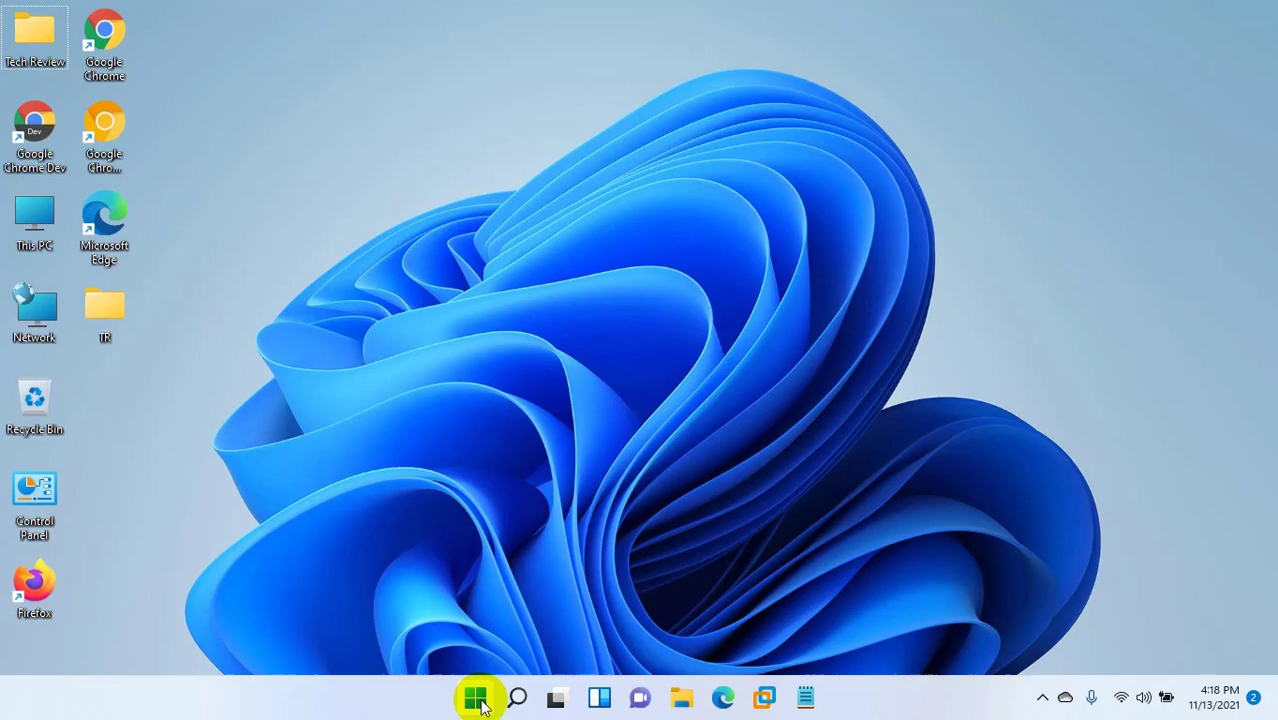 Tech Review
Google
Chrome
Dev
Google
Chrome Dev
Google
Chro...
This PC
Microsoft
Edge
Network
TR
Recycle Bin
Control
Panel
Firefox
4:18 PM
11/13/2021
2